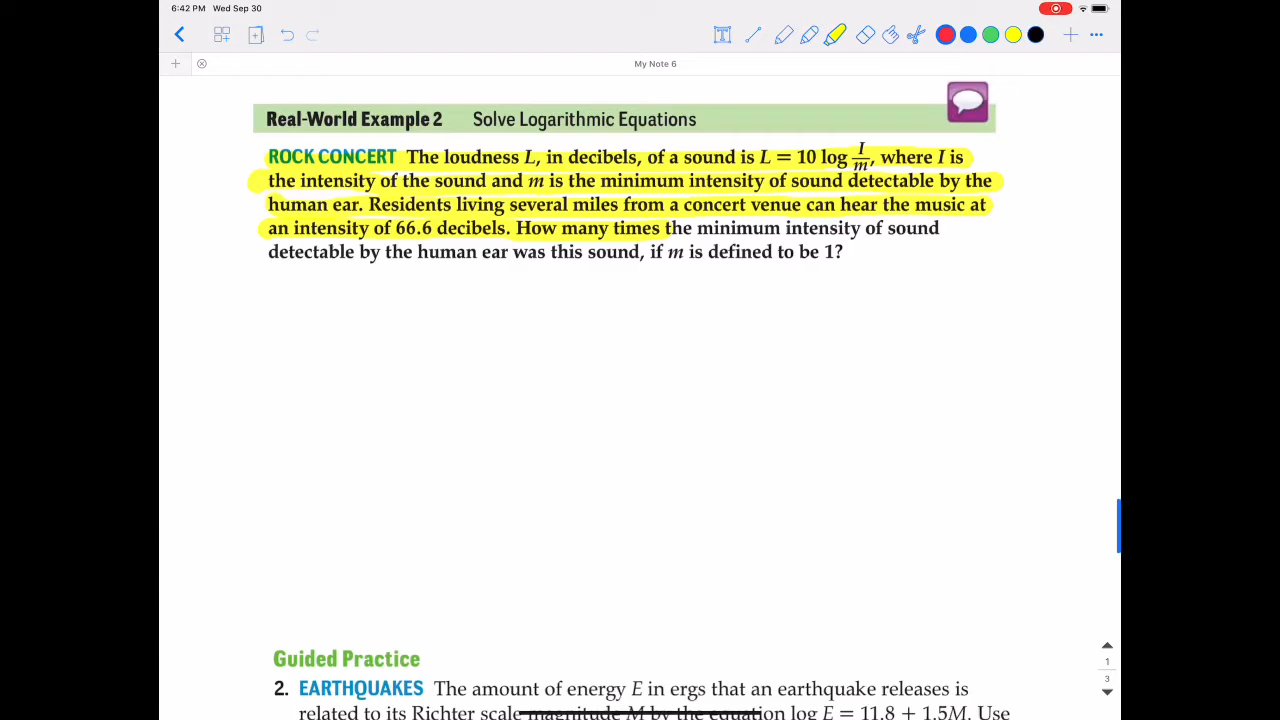 6:42 PM Wed Sep 30
My Note 6
Real-World Example 2 Solve Logarithmic Equations
ROCK CONCERT The loudness L, in decibels, of a sound is L = 10 log I/m, where I is
the intensity of the sound and m is the minimum intensity of sound detectable by the
human ear. Residents living several miles from a concert venue can hear the music at
an intensity of 66.6 decibels. How many times the minimum intensity of sound
detectable by the human ear was this sound, if m is defined to be 1?
1
3
Guided Practice
2. EARTHQUAKES The amount of energy E in ergs that an earthquake releases is
related to its Richter scale magnitude M by the equation log E = 11.8 + 1.5M. Use